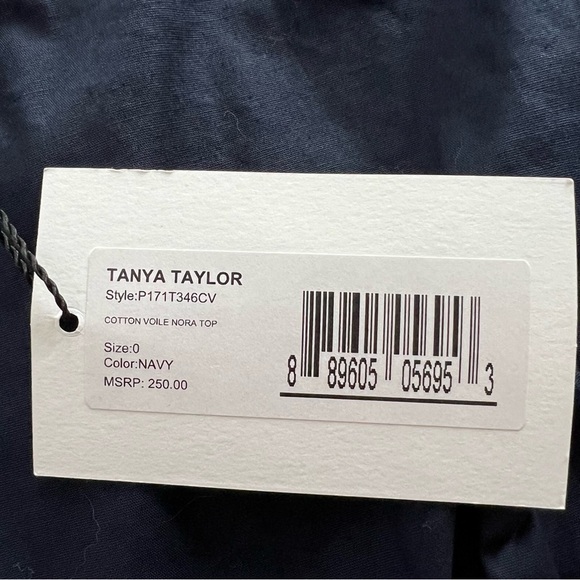 TANYA TAYLOR
Style:P171T346CV
COTTON VOILE NORA TOP
Size:0
Color:NAVY
MSRP: 250.00
8 89605 05695 3